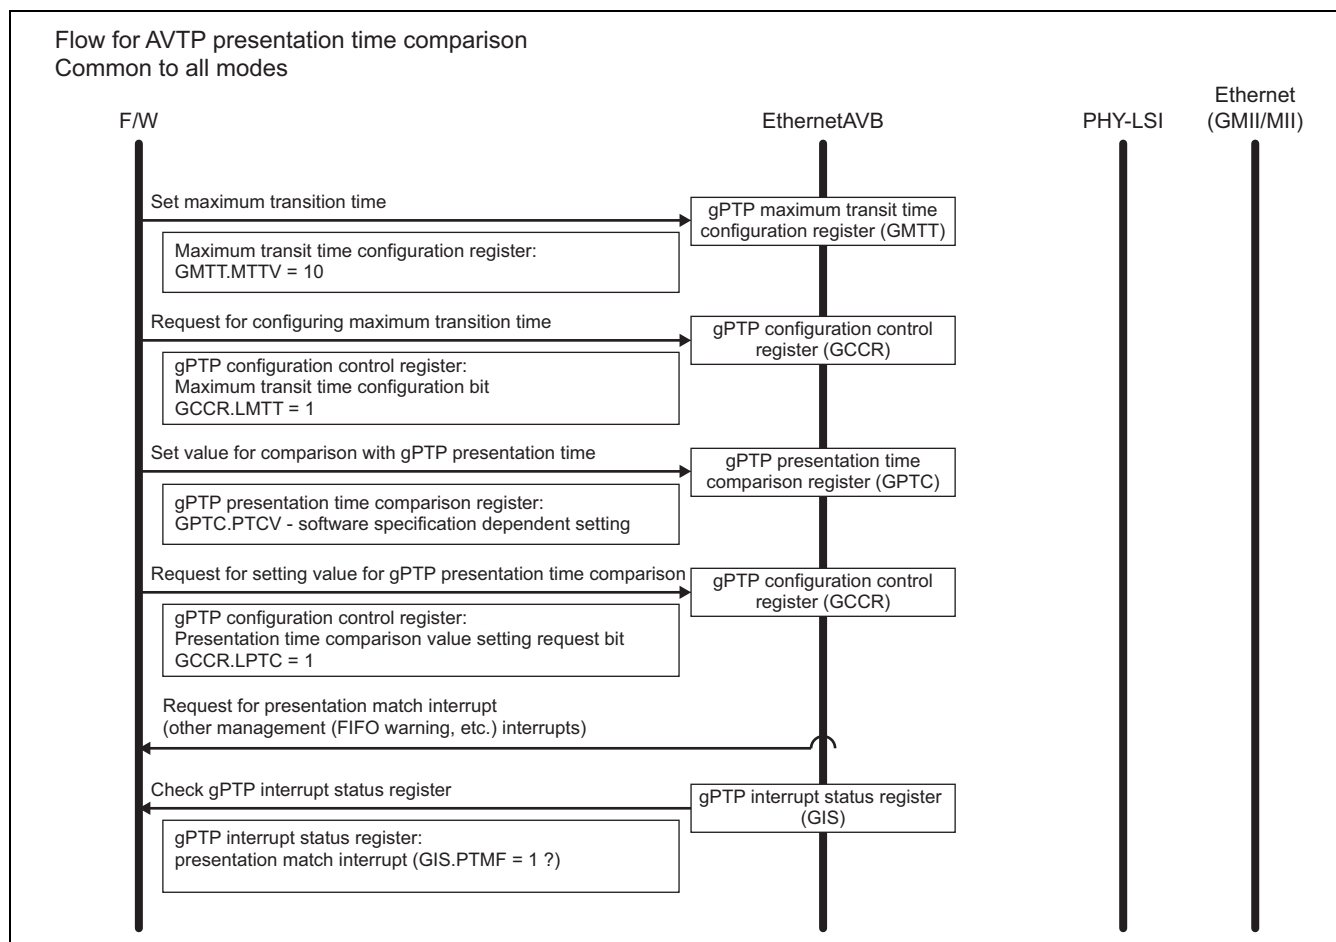 Flow for AVTP presentation time comparison
Common to all modes
F/W
EthernetAVB
PHY-LSI
Ethernet
(GMII/MII)
Set maximum transition time
gPTP maximum transit time
configuration register (GMTT)
Maximum transit time configuration register:
GMTT.MTTV = 10
Request for configuring maximum transition time
gPTP configuration control
register (GCCR)
gPTP configuration control register:
Maximum transit time configuration bit
GCCR.LMTT = 1
Set value for comparison with gPTP presentation time
gPTP presentation time
comparison register (GPTC)
gPTP presentation time comparison register:
GPTC.PTCV - software specification dependent setting
Request for setting value for gPTP presentation time comparison
gPTP configuration control
register (GCCR)
gPTP configuration control register:
Presentation time comparison value setting request bit
GCCR.LPTC = 1
Request for presentation match interrupt
(other management (FIFO warning, etc.) interrupts)
Check gPTP interrupt status register
gPTP interrupt status register
(GIS)
gPTP interrupt status register:
presentation match interrupt (GIS.PTMF = 1 ?)